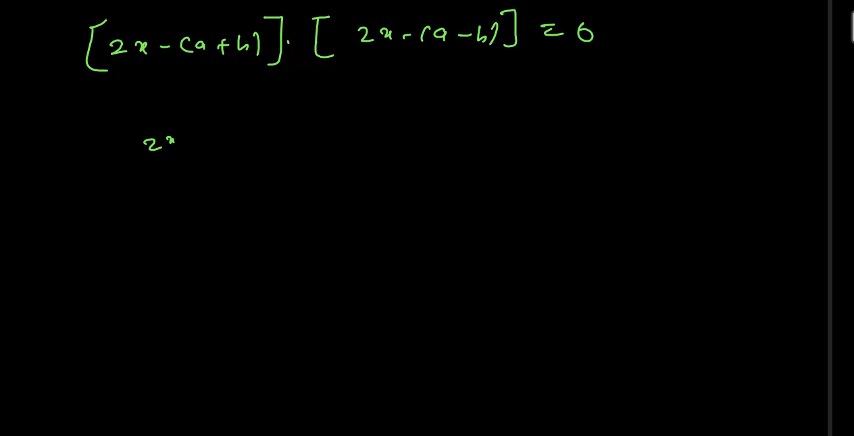 [2x - (a + b)] . [2x - (a - b)] = 0
2x